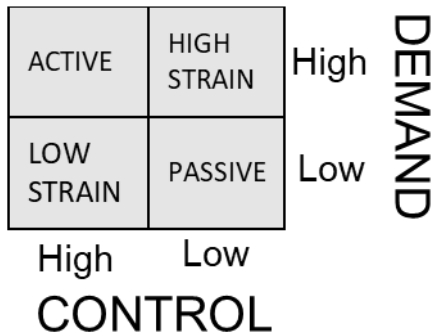 ACTIVE
HIGH
STRAIN
High
LOW
STRAIN
PASSIVE
Low
High
Low
CONTROL
DEMAND